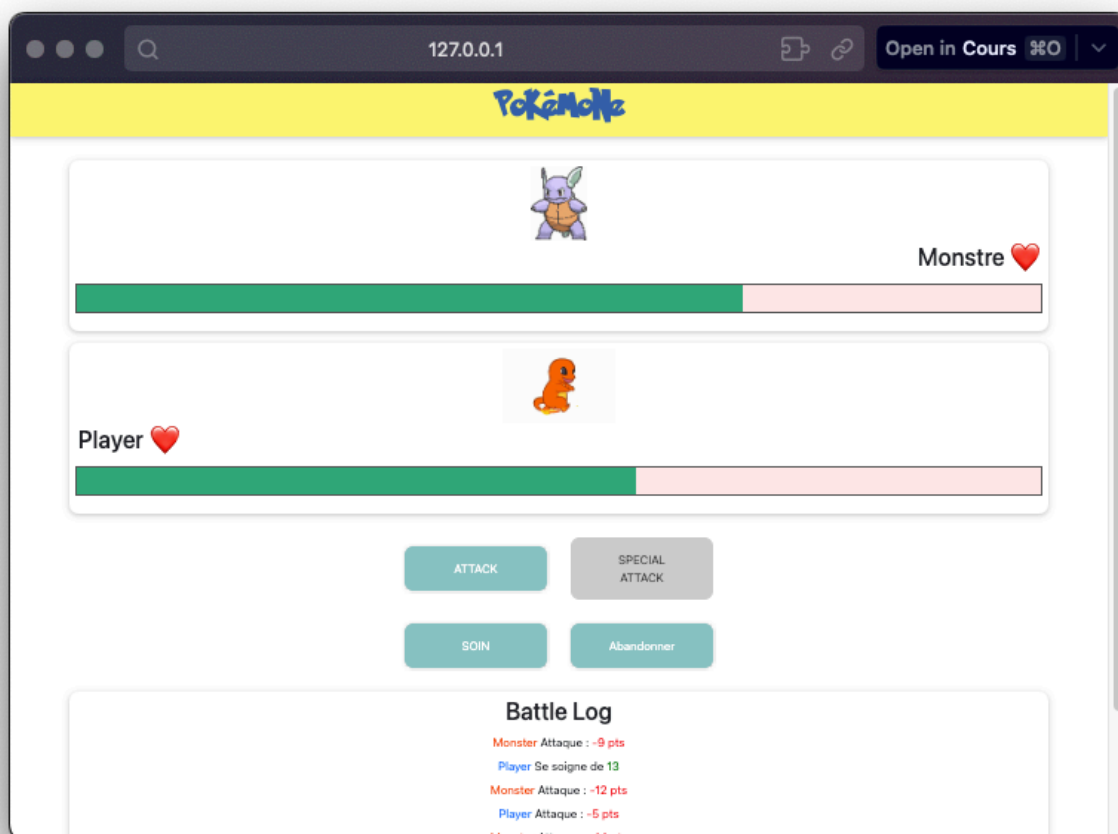 127.0.0.1
Open in Cours ⌘O
PoKéMoNe
Monstre ❤️
Player ❤️
ATTACK
SPECIAL
ATTACK
SOIN
Abandonner
Battle Log
Monster Attaque : -9 pts
Player Se soigne de 13
Monster Attaque : -12 pts
Player Attaque : -5 pts